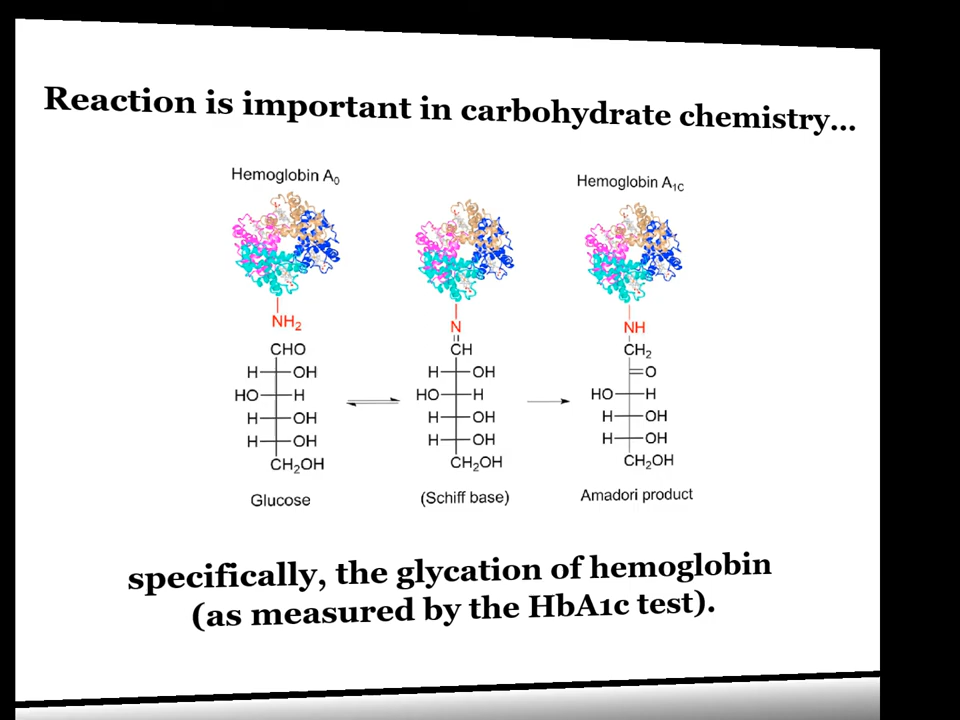 Reaction is important in carbohydrate chemistry...
Hemoglobin A0
Hemoglobin A1C
NH2
N
NH
CHO
CH
CH2
H OH
H OH
O
HO H
HO H
HO H
H OH
H OH
H OH
H OH
H OH
H OH
CH2OH
CH2OH
CH2OH
Glucose
(Schiff base)
Amadori product
specifically, the glycation of hemoglobin
(as measured by the HbA1c test).